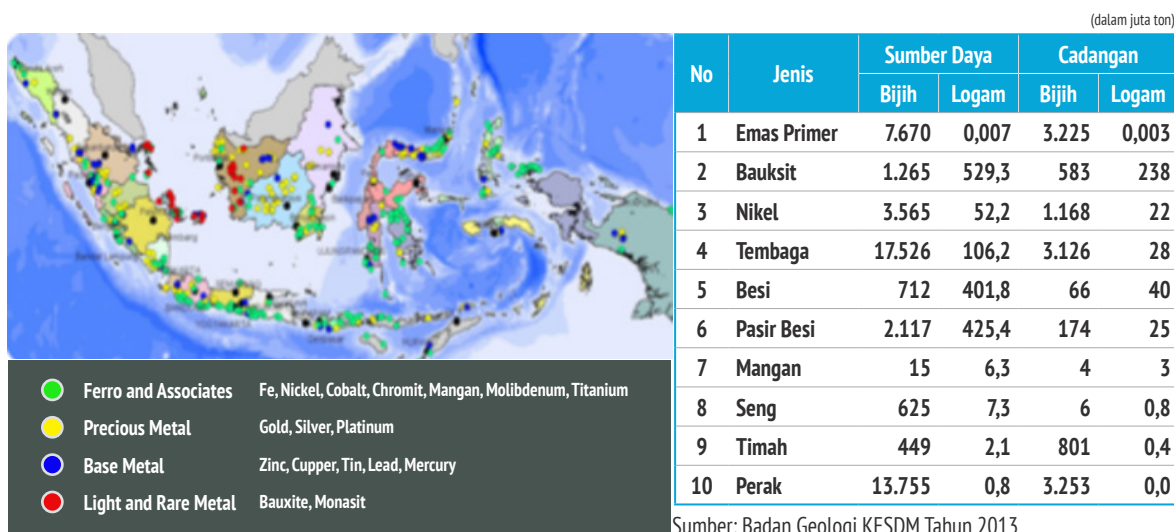 (dalam juta ton)
No Jenis Sumber Daya Cadangan
Bijih Logam Bijih Logam
1 Emas Primer 7.670 0,007 3.225 0,003
2 Bauksit 1.265 529,3 583 238
3 Nikel 3.565 52,2 1.168 22
4 Tembaga 17.526 106,2 3.126 28
5 Besi 712 401,8 66 40
6 Pasir Besi 2.117 425,4 174 25
7 Mangan 15 6,3 4 3
8 Seng 625 7,3 6 0,8
9 Timah 449 2,1 801 0,4
10 Perak 13.755 0,8 3.253 0,0
Sumber: Badan Geologi KESDM Tahun 2013
Ferro and Associates Fe, Nickel, Cobalt, Chromit, Mangan, Molibdenum, Titanium
Precious Metal Gold, Silver, Platinum
Base Metal Zinc, Cupper, Tin, Lead, Mercury
Light and Rare Metal Bauxite, Monasit